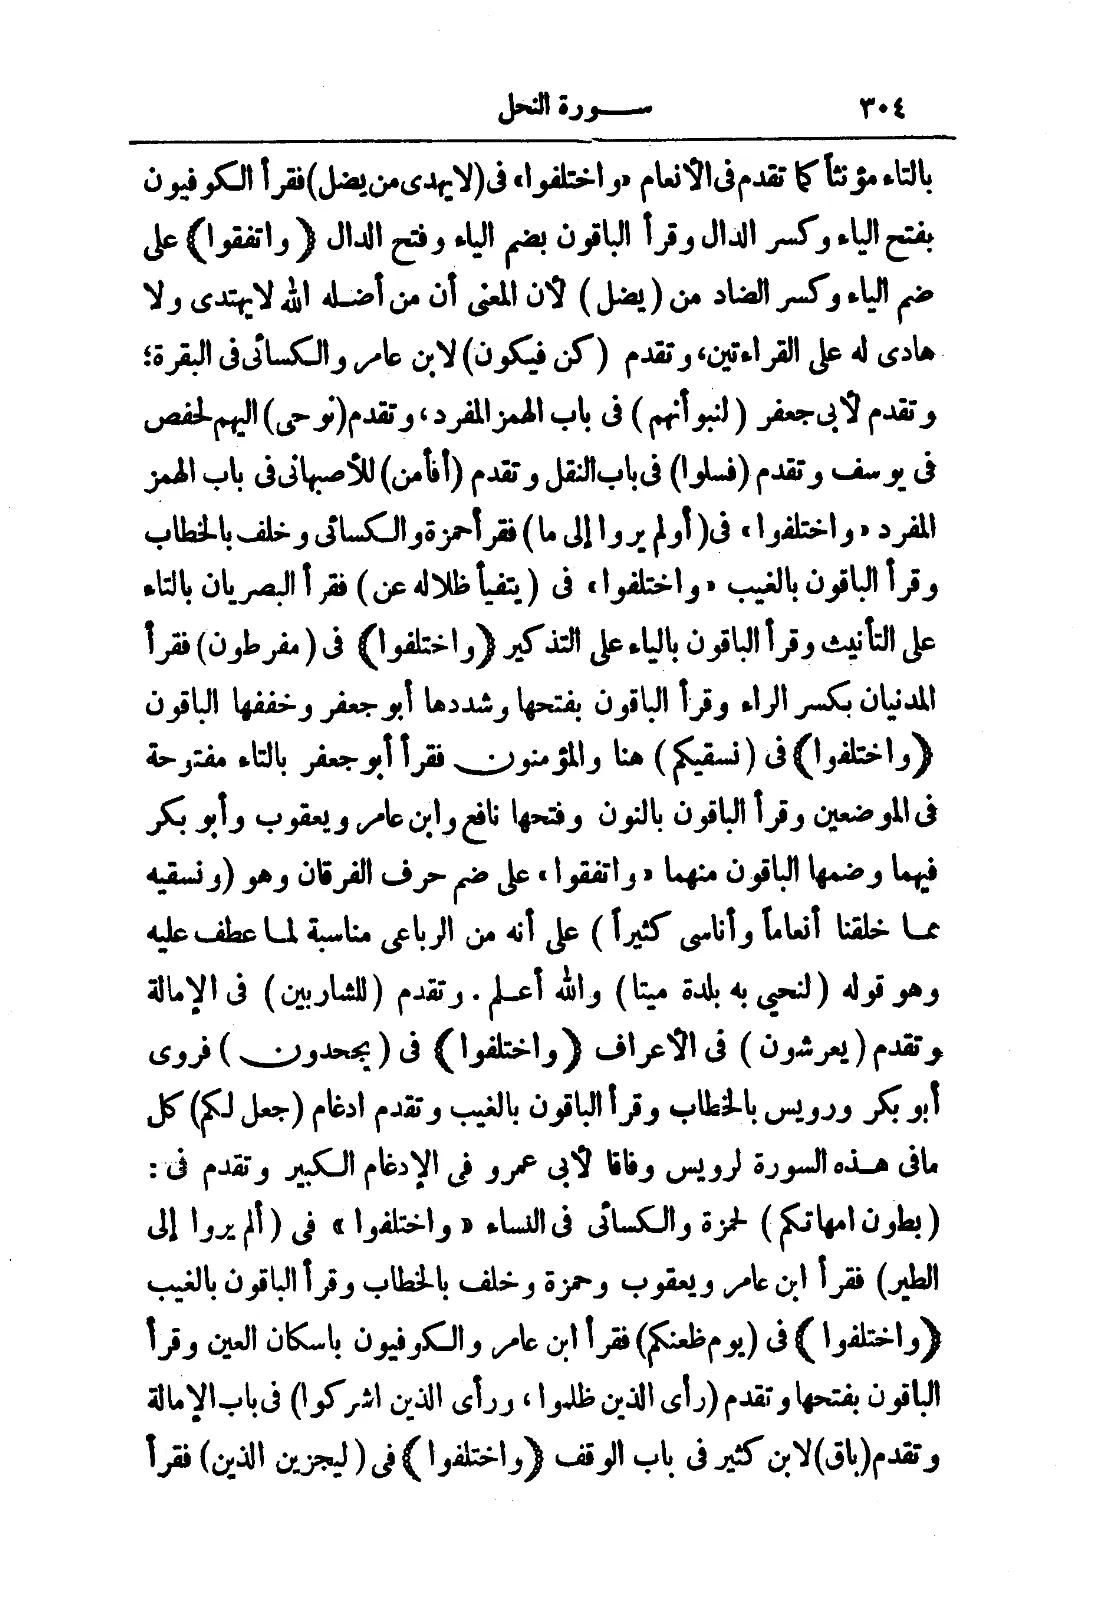 ٣٠٤ ســـورة النحل
بالتاء مؤنثاً كما تقدم فى الأنعام «واختلفوا» فى (لا يهدى من يضل) فقرأ الكوفيون
بفتح الياء وكسر الدال وقرأ الباقون بضم الياء وفتح الدال ﴿ واتفقوا ﴾ على
ضم الياء وكسر الضاد من (يضل) لأن المعنى أن من أضله الله لا يهتدى ولا
هادى له على القراءتين، وتقدم (كن فيكون) لابن عامر والكسائى فى البقرة؛
وتقدم لأبى جعفر (لنبوأنهم) فى باب الهمز المفرد، وتقدم (نوحى) اليهم لحفص
فى يوسف وتقدم (فسلوا) فى باب النقل وتقدم (أفأمن) للأصبهانى فى باب الهمز
المفرد «واختلفوا» فى (أولم يروا إلى ما) فقرأ حمزة والكسائى وخلف بالخطاب
وقرأ الباقون بالغيب «واختلفوا» فى (يتفيأ ظلاله عن) فقرأ البصريان بالتاء
على التأنيث وقرأ الباقون بالياء على التذكير ﴿واختلفوا﴾ فى (مفرطون) فقرأ
المدنيان بكسر الراء وقرأ الباقون بفتحها وشددها أبو جعفر وخففها الباقون
﴿واختلفوا﴾ فى (نسقيكم) هنا والمؤمنون فقرأ أبو جعفر بالتاء مفتوحة
فى الموضعين وقرأ الباقون بالنون وفتحها نافع وابن عامر ويعقوب وأبو بكر
فيهما وضمها الباقون منهما «واتفقوا» على ضم حرف الفرقان وهو (ونسقيه
مما خلقنا أنعاماً وأناسى كثيراً) على أنه من الرباعى مناسبة لما عطف عليه
وهو قوله (لنحيي به بلدة ميتا) والله أعلم. وتقدم (للشاربين) فى الإمالة
وتقدم (يعرشون) فى الأعراف ﴿واختلفوا﴾ فى (يجحدون) فروى
أبو بكر ورويس بالخطاب وقرأ الباقون بالغيب وتقدم ادغام (جعل لكم) كل
مافى هذه السورة لرويس وفاقا لأبى عمرو فى الإدغام الكبير وتقدم فى:
(بطون امهاتكم) لحمزة والكسائى فى النساء «واختلفوا» فى (ألم يروا إلى
الطير) فقرأ ابن عامر ويعقوب وحمزة وخلف بالخطاب وقرأ الباقون بالغيب
﴿واختلفوا﴾ فى (يوم ظعنكم) فقرأ ابن عامر والكوفيون باسكان العين وقرأ
الباقون بفتحها وتقدم (رأى الذين ظلموا، ورأى الذين اشركوا) فى باب الإمالة
وتقدم (باق) لابن كثير فى باب الوقف ﴿واختلفوا﴾ فى (ليجزين الذين) فقرأ